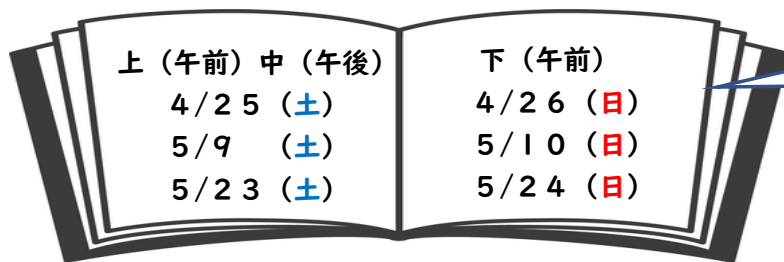 上（午前）中（午後）
4/25（土）
5/9　（土）
5/23（土）
下（午前）
4/26（日）
5/10（日）
5/24（日）